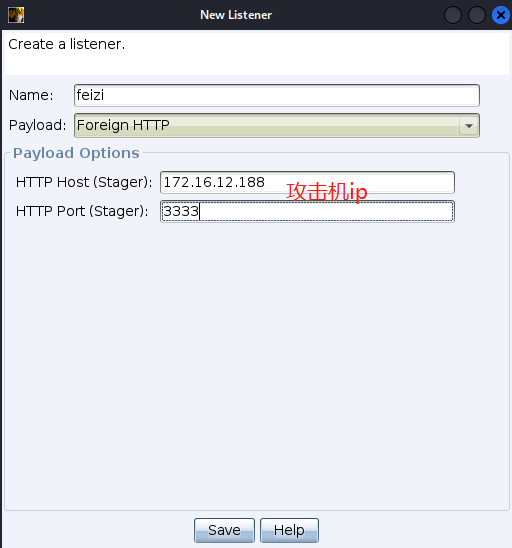 New Listener
Create a listener.
Name: feizi
Payload: Foreign HTTP
Payload Options
HTTP Host (Stager): 172.16.12.188
攻击机ip
HTTP Port (Stager): 3333
Save Help